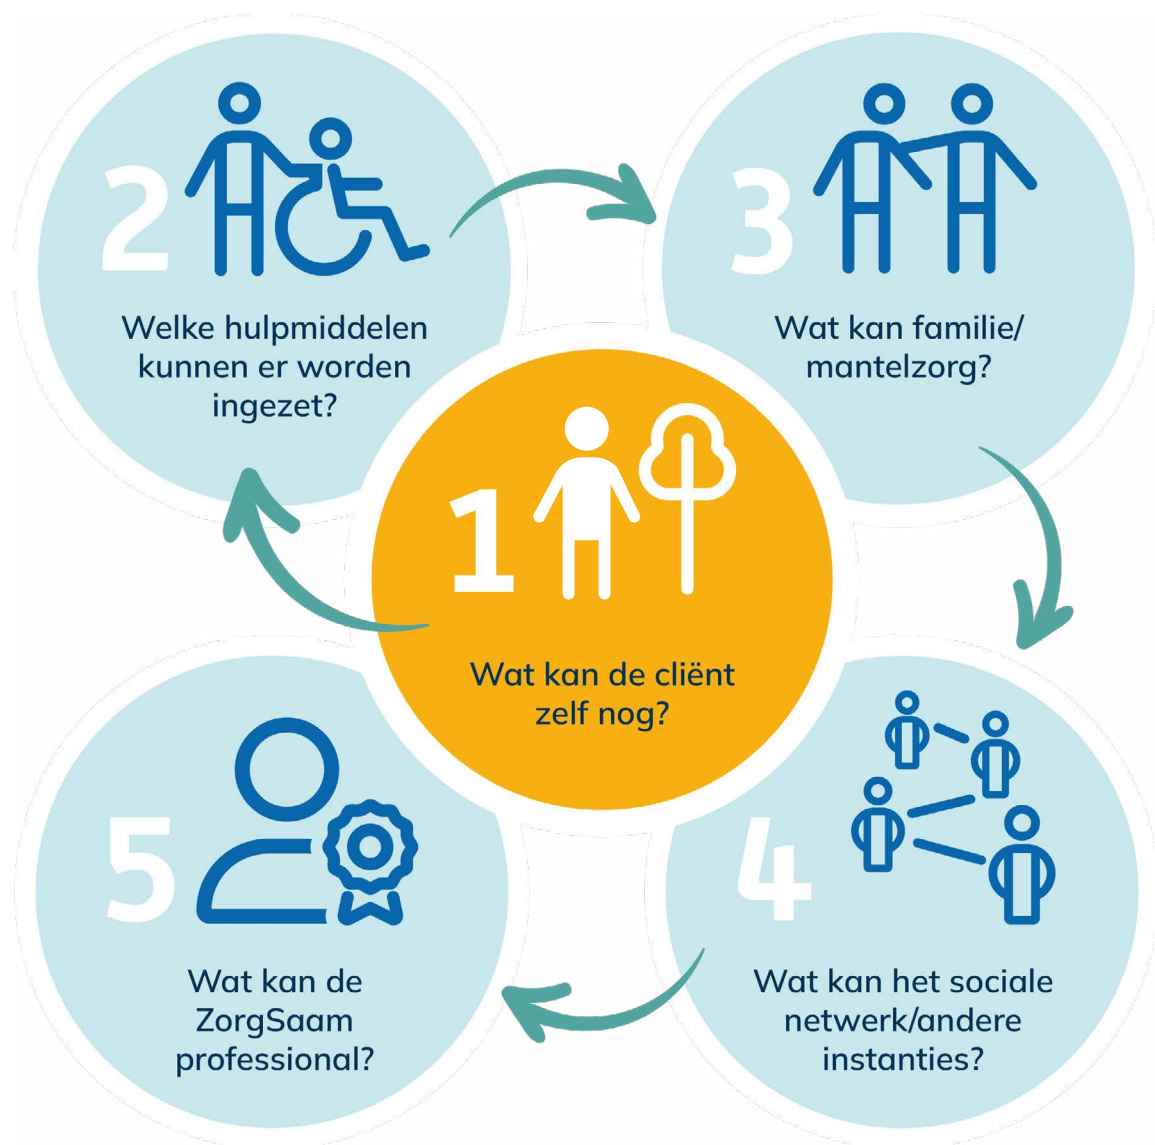 1
Wat kan de cliënt
zelf nog?
2
Welke hulpmiddelen
kunnen er worden
ingezet?
3
Wat kan familie/
mantelzorg?
4
Wat kan het sociale
netwerk/andere
instanties?
5
Wat kan de
ZorgSaam
professional?